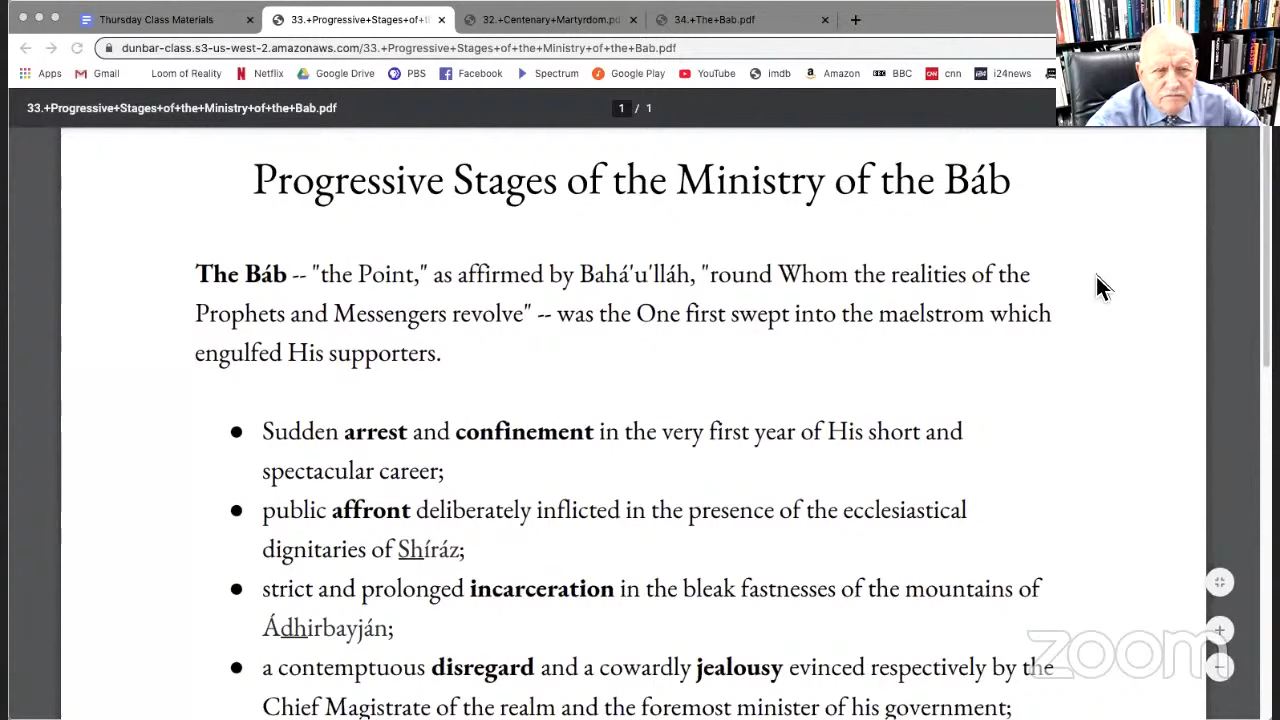 Thursday Class Materials
33.+Progressive+Stages+of+
32.+Centenary+Martyrdom.pd
34.+The+Bab.pdf
dunbar-class.s3-us-west-2.amazonaws.com/33.+Progressive+Stages+of+the+Ministry+of+the+Bab.pdf
Apps Gmail Loom of Reality Netflix Google Drive PBS Facebook Spectrum Google Play YouTube imdb Amazon BBC cnn i24news
33.+Progressive+Stages+of+the+Ministry+of+the+Bab.pdf 1 / 1
Progressive Stages of the Ministry of the Báb
The Báb -- "the Point," as affirmed by Bahá'u'lláh, "round Whom the realities of the
Prophets and Messengers revolve" -- was the One first swept into the maelstrom which
engulfed His supporters.
● Sudden arrest and confinement in the very first year of His short and
spectacular career;
● public affront deliberately inflicted in the presence of the ecclesiastical
dignitaries of Shíráz;
● strict and prolonged incarceration in the bleak fastnesses of the mountains of
Ádhirbayján;
● a contemptuous disregard and a cowardly jealousy evinced respectively by the
Chief Magistrate of the realm and the foremost minister of his government;
zoom